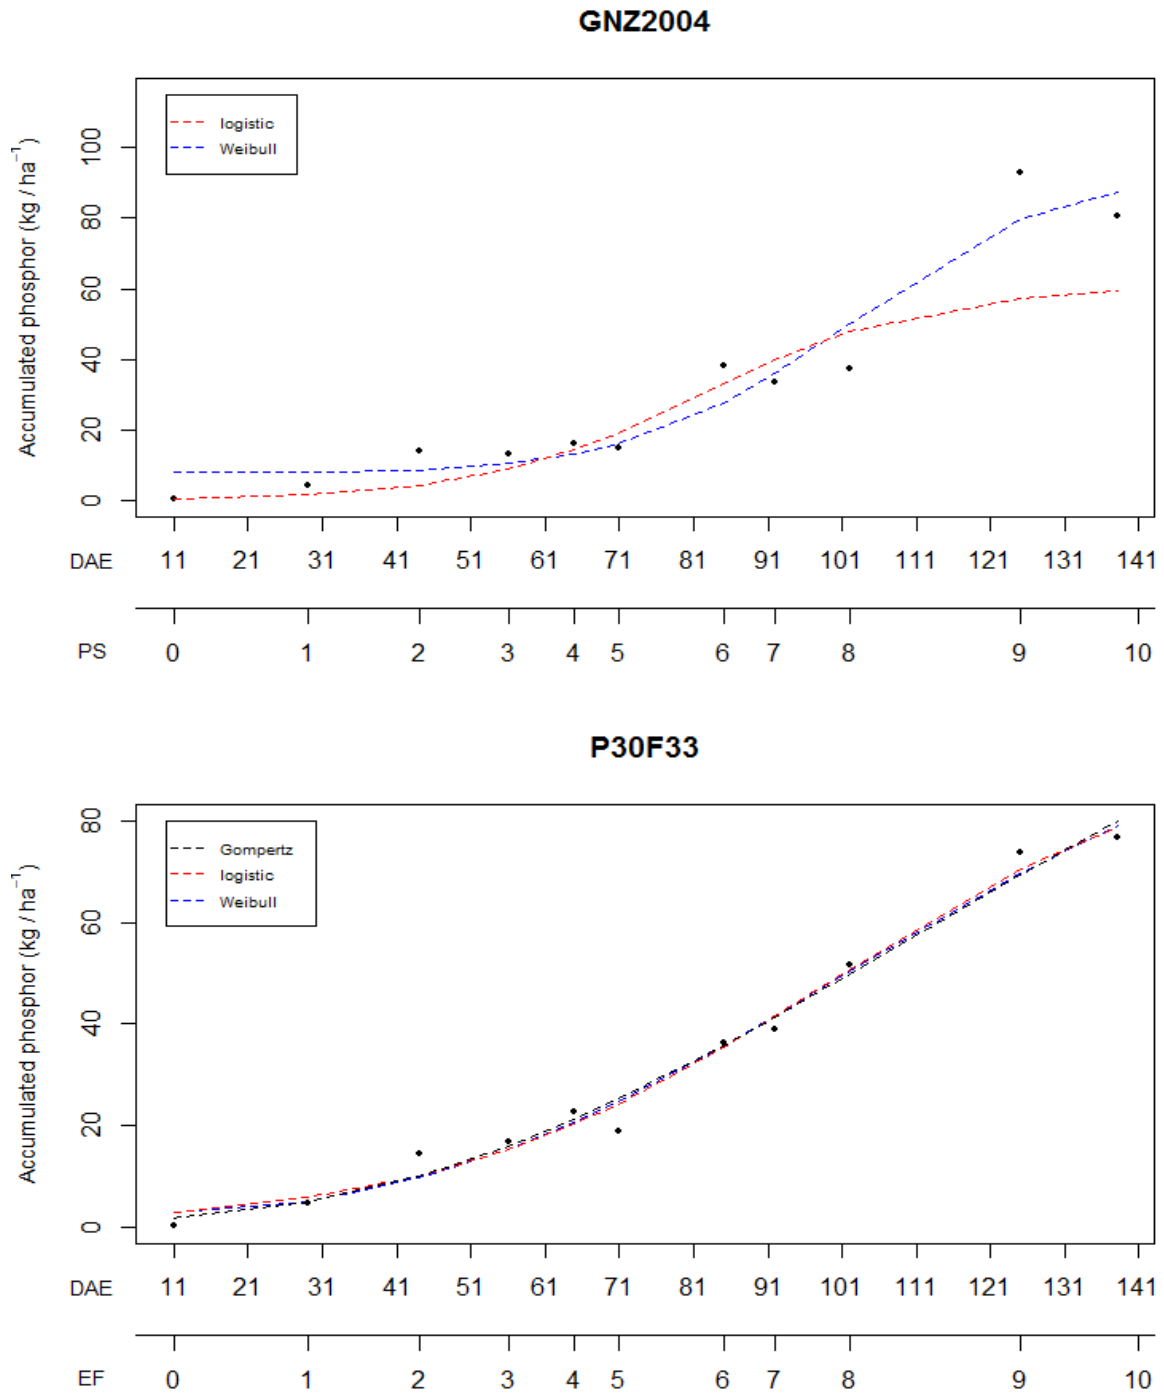 GNZ2004
Accumulated phosphor (kg / ha⁻¹)
logistic
Weibull
100
80
60
40
20
0
DAE 11 21 31 41 51 61 71 81 91 101 111 121 131 141
PS 0 1 2 3 4 5 6 7 8 9 10
P30F33
Accumulated phosphor (kg / ha⁻¹)
Gompertz
logistic
Weibull
80
60
40
20
0
DAE 11 21 31 41 51 61 71 81 91 101 111 121 131 141
EF 0 1 2 3 4 5 6 7 8 9 10